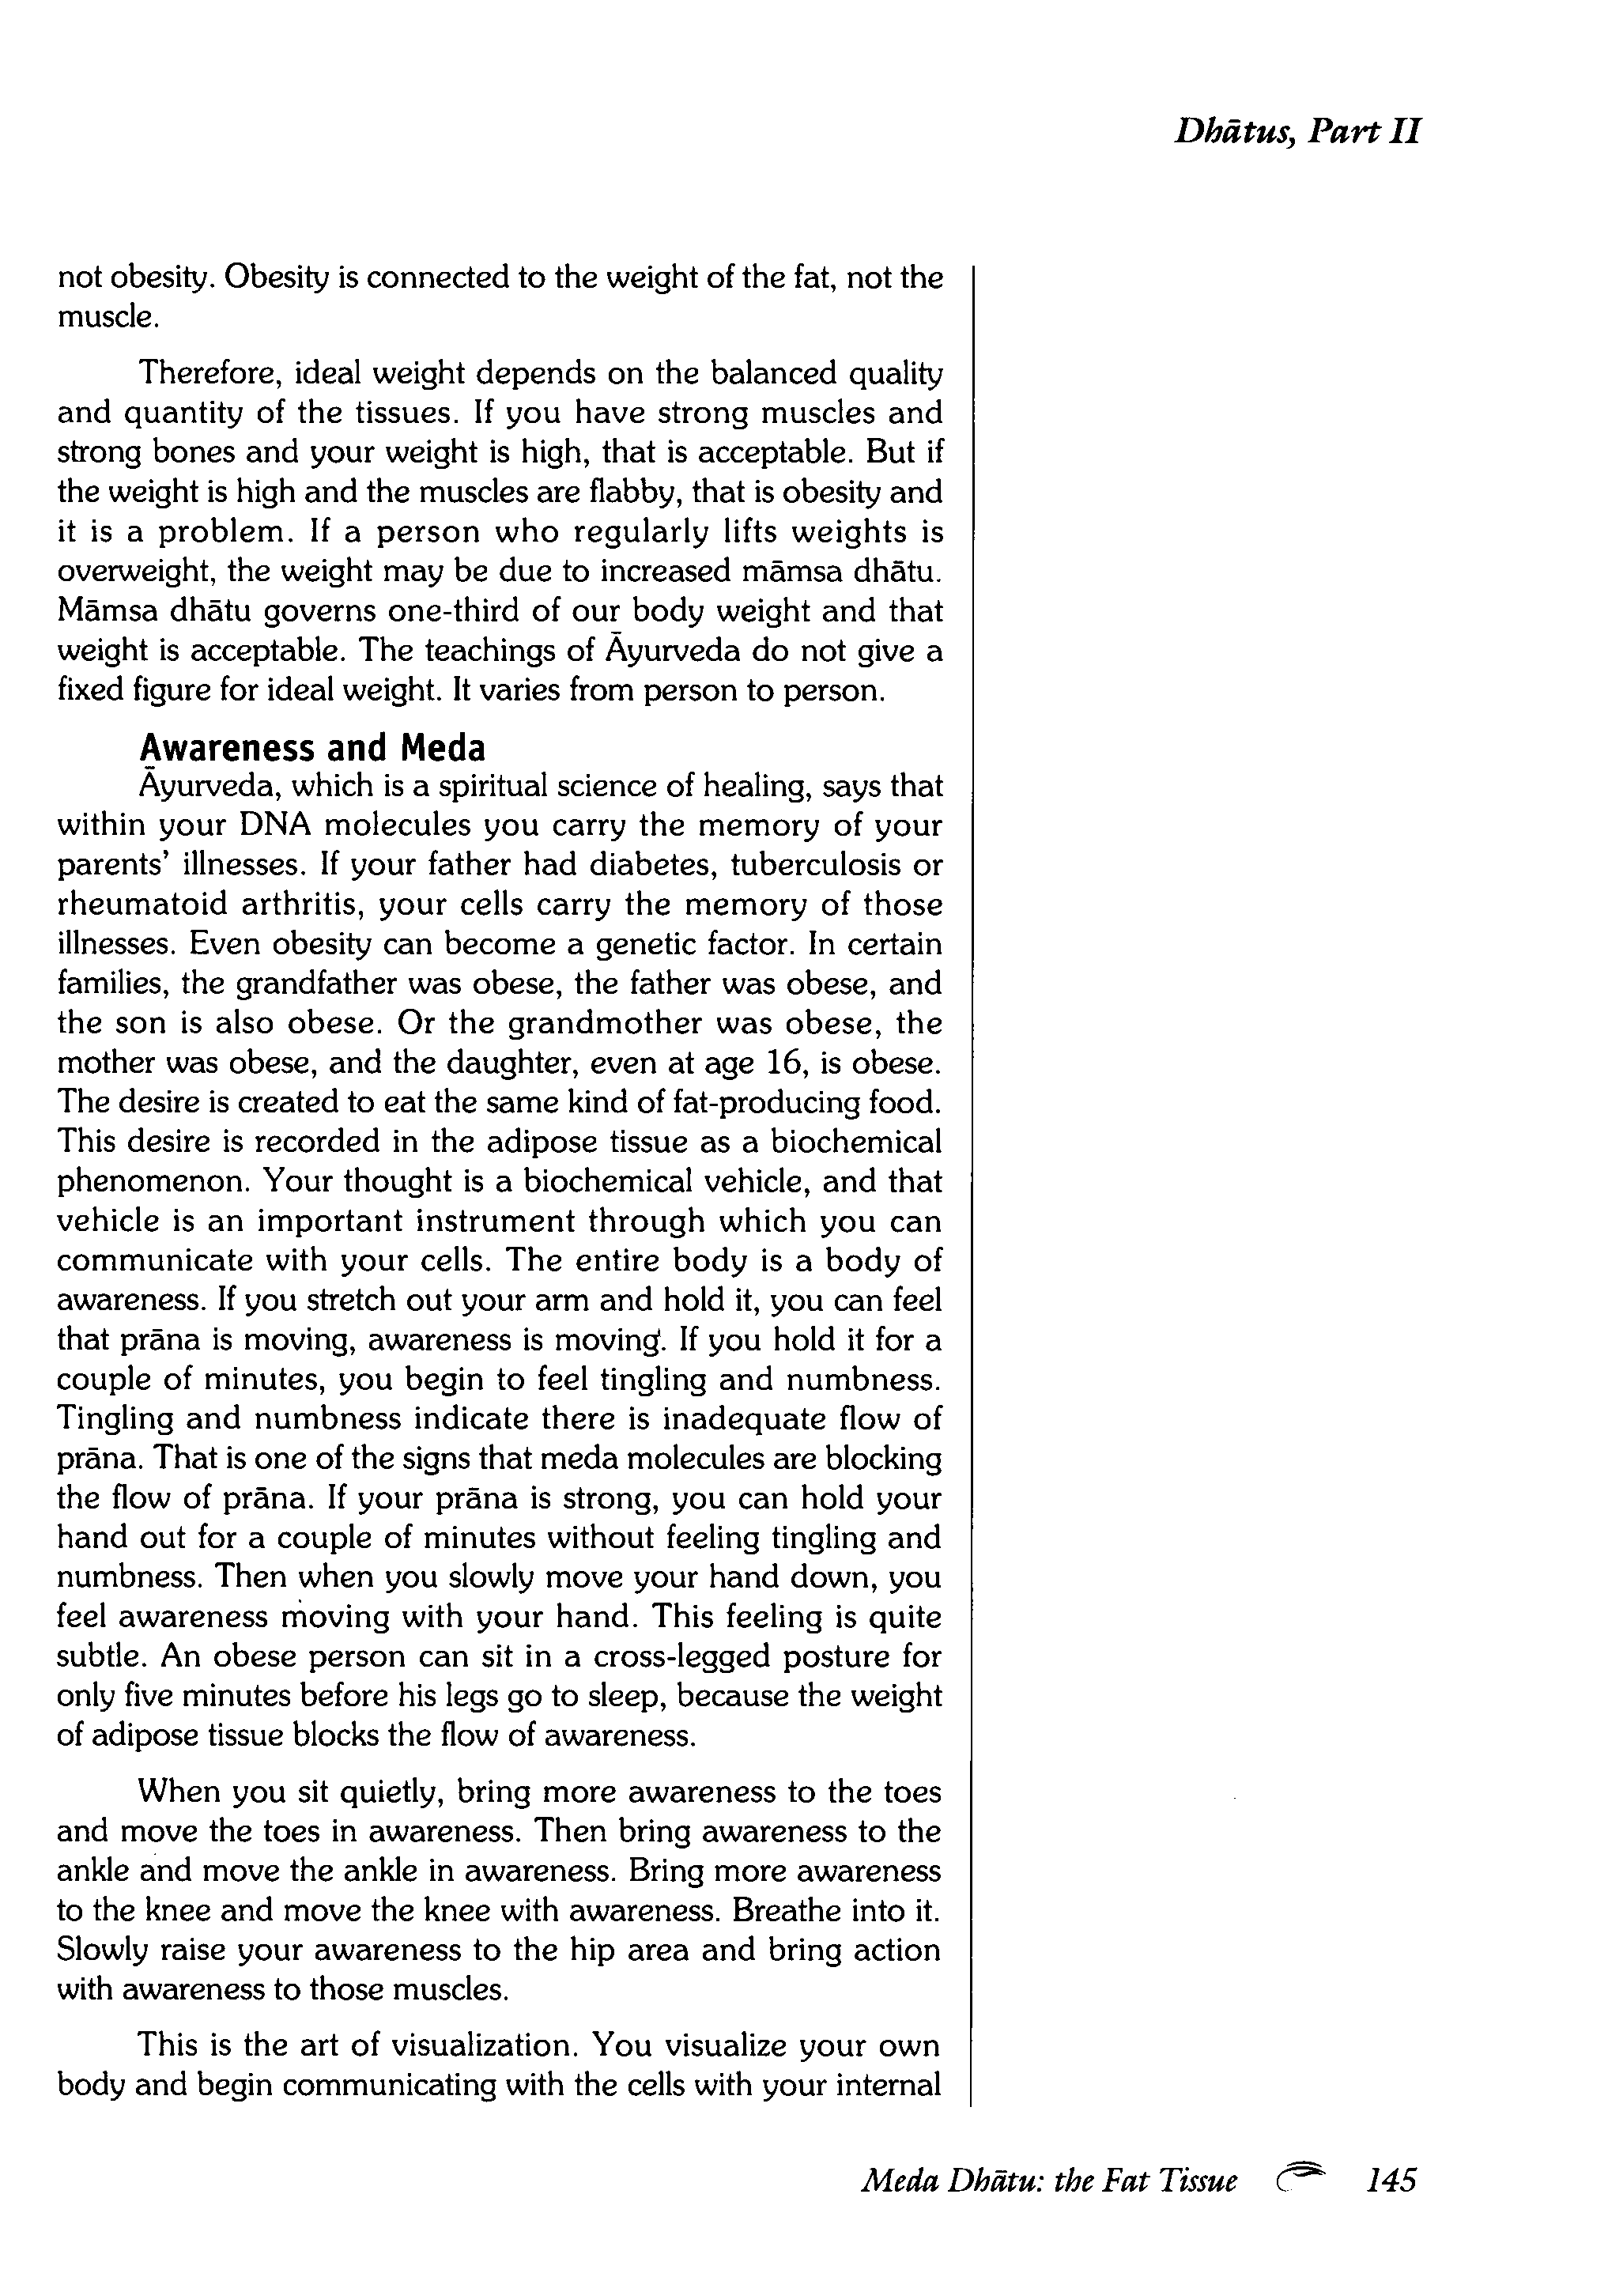 Dhātus, Part II
not obesity. Obesity is connected to the weight of the fat, not the
muscle.
Therefore, ideal weight depends on the balanced quality
and quantity of the tissues. If you have strong muscles and
strong bones and your weight is high, that is acceptable. But if
the weight is high and the muscles are flabby, that is obesity and
it is a problem. If a person who regularly lifts weights is
overweight, the weight may be due to increased māmsa dhātu.
Māmsa dhātu governs one-third of our body weight and that
weight is acceptable. The teachings of Āyurveda do not give a
fixed figure for ideal weight. It varies from person to person.
Awareness and Meda
Āyurveda, which is a spiritual science of healing, says that
within your DNA molecules you carry the memory of your
parents' illnesses. If your father had diabetes, tuberculosis or
rheumatoid arthritis, your cells carry the memory of those
illnesses. Even obesity can become a genetic factor. In certain
families, the grandfather was obese, the father was obese, and
the son is also obese. Or the grandmother was obese, the
mother was obese, and the daughter, even at age 16, is obese.
The desire is created to eat the same kind of fat-producing food.
This desire is recorded in the adipose tissue as a biochemical
phenomenon. Your thought is a biochemical vehicle, and that
vehicle is an important instrument through which you can
communicate with your cells. The entire body is a body of
awareness. If you stretch out your arm and hold it, you can feel
that prāna is moving, awareness is moving. If you hold it for a
couple of minutes, you begin to feel tingling and numbness.
Tingling and numbness indicate there is inadequate flow of
prāna. That is one of the signs that meda molecules are blocking
the flow of prāna. If your prāna is strong, you can hold your
hand out for a couple of minutes without feeling tingling and
numbness. Then when you slowly move your hand down, you
feel awareness moving with your hand. This feeling is quite
subtle. An obese person can sit in a cross-legged posture for
only five minutes before his legs go to sleep, because the weight
of adipose tissue blocks the flow of awareness.
When you sit quietly, bring more awareness to the toes
and move the toes in awareness. Then bring awareness to the
ankle and move the ankle in awareness. Bring more awareness
to the knee and move the knee with awareness. Breathe into it.
Slowly raise your awareness to the hip area and bring action
with awareness to those muscles.
This is the art of visualization. You visualize your own
body and begin communicating with the cells with your internal
Meda Dhātu: the Fat Tissue 145